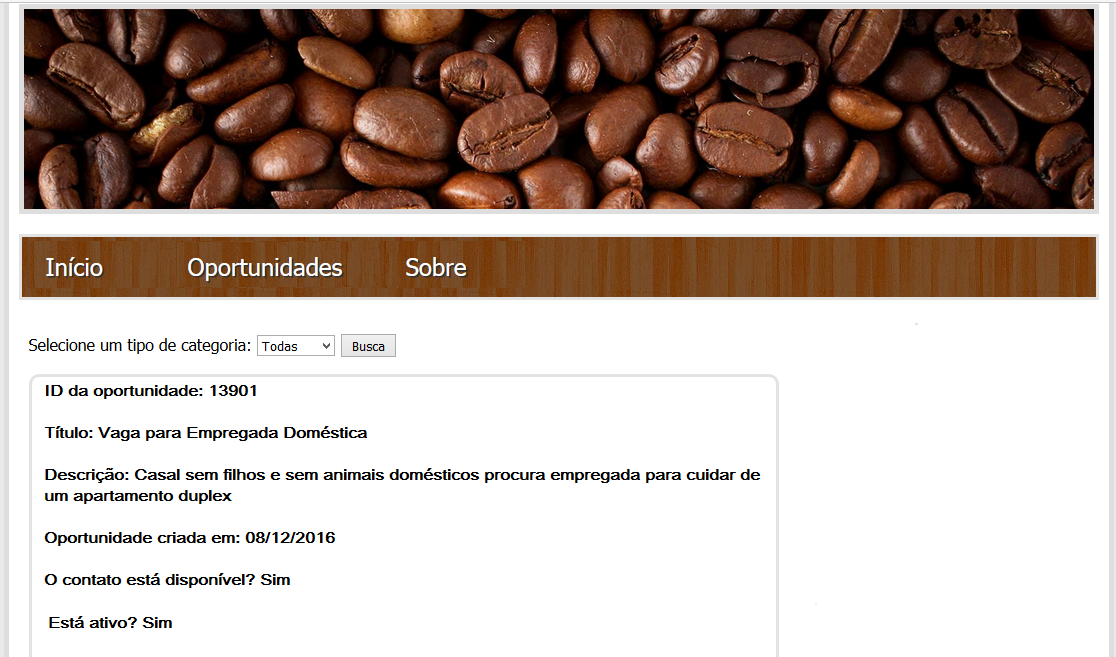 Início Oportunidades Sobre
Selecione um tipo de categoria: Todas Busca
ID da oportunidade: 13901
Título: Vaga para Empregada Doméstica
Descrição: Casal sem filhos e sem animais domésticos procura empregada para cuidar de
um apartamento duplex
Oportunidade criada em: 08/12/2016
O contato está disponível? Sim
Está ativo? Sim